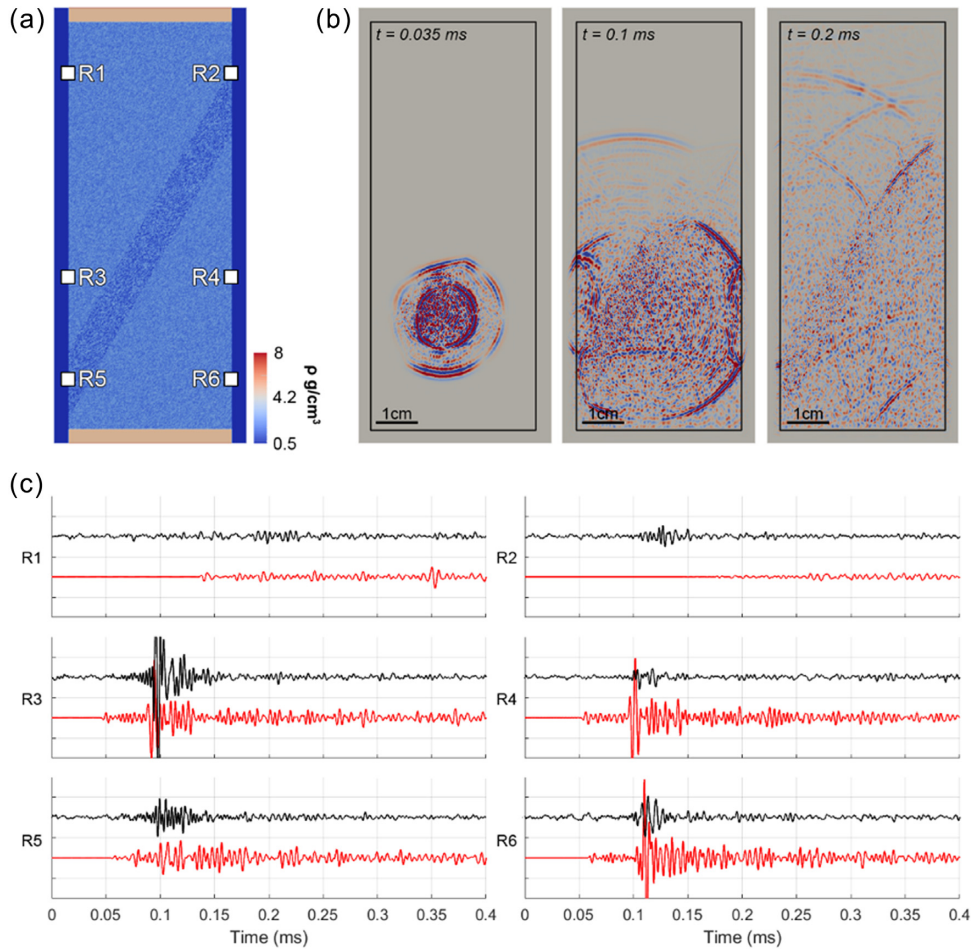 (a)
R1 R2
R3 R4
R5 R6
8
4.2
0.5
ρ g/cm³
(b)
t = 0.035 ms t = 0.1 ms t = 0.2 ms
1cm 1cm 1cm
(c)
R1 R2
R3 R4
R5 R6
0 0.05 0.1 0.15 0.2 0.25 0.3 0.35 0.4 0 0.05 0.1 0.15 0.2 0.25 0.3 0.35 0.4
Time (ms) Time (ms)